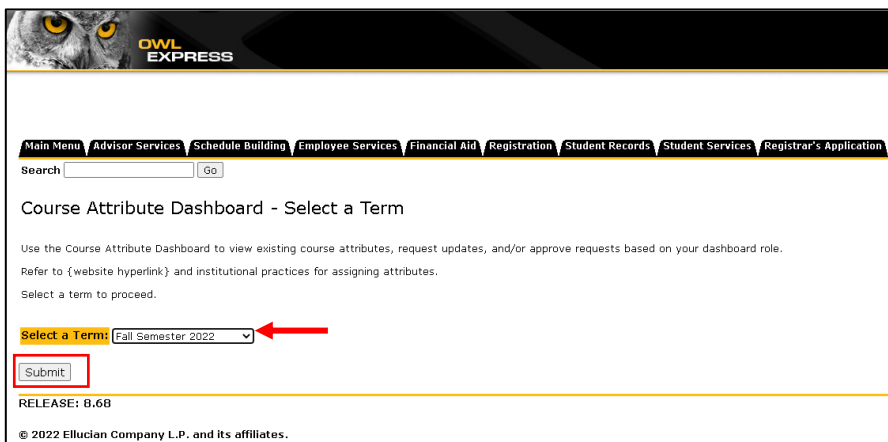 OWL
EXPRESS
Main Menu Advisor Services Schedule Building Employee Services Financial Aid Registration Student Records Student Services Registrar's Application
Search Go
Course Attribute Dashboard - Select a Term
Use the Course Attribute Dashboard to view existing course attributes, request updates, and/or approve requests based on your dashboard role.
Refer to {website hyperlink} and institutional practices for assigning attributes.
Select a term to proceed.
Select a Term: Fall Semester 2022
Submit
RELEASE: 8.68
© 2022 Ellucian Company L.P. and its affiliates.